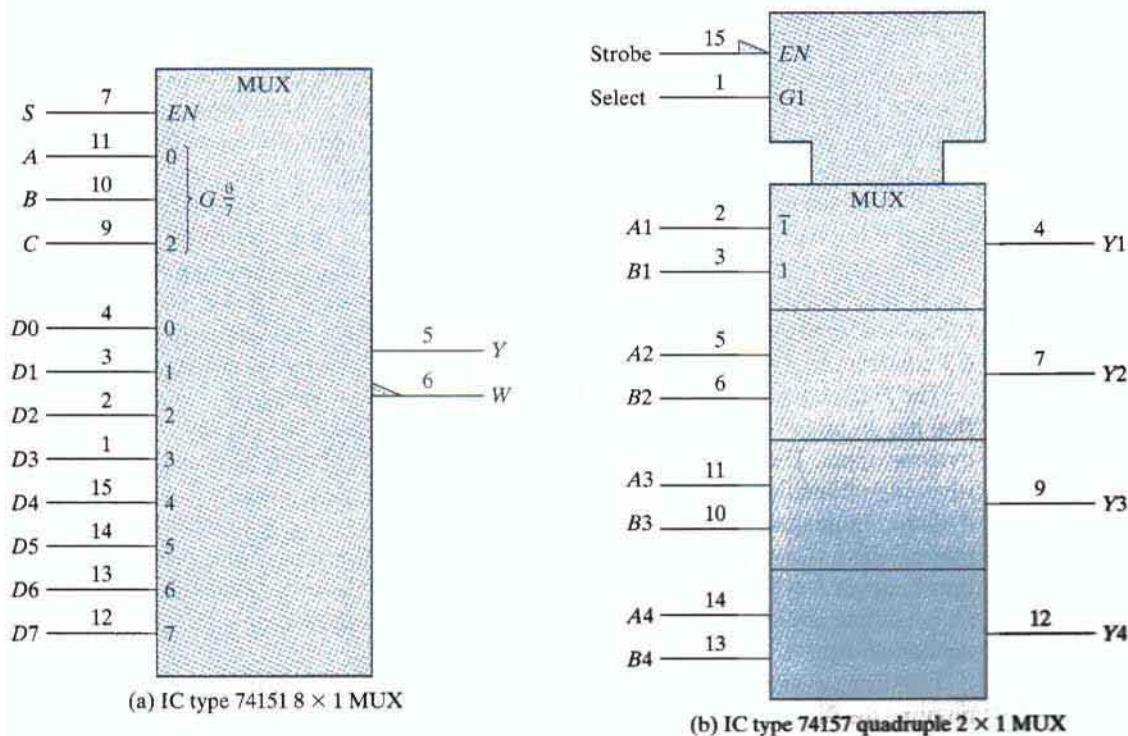 MUX
S 7 EN
A 11 0
B 10 G 0/7
C 9 2
D0 4 0
D1 3 1
D2 2 2
D3 1 3
D4 15 4
D5 14 5
D6 13 6
D7 12 7
5 Y
6 W
(a) IC type 74151 8 × 1 MUX
Strobe 15 EN
Select 1 G1
MUX
A1 2 1̅
B1 3 1
4 Y1
A2 5
B2 6
7 Y2
A3 11
B3 10
9 Y3
A4 14
B4 13
12 Y4
(b) IC type 74157 quadruple 2 × 1 MUX